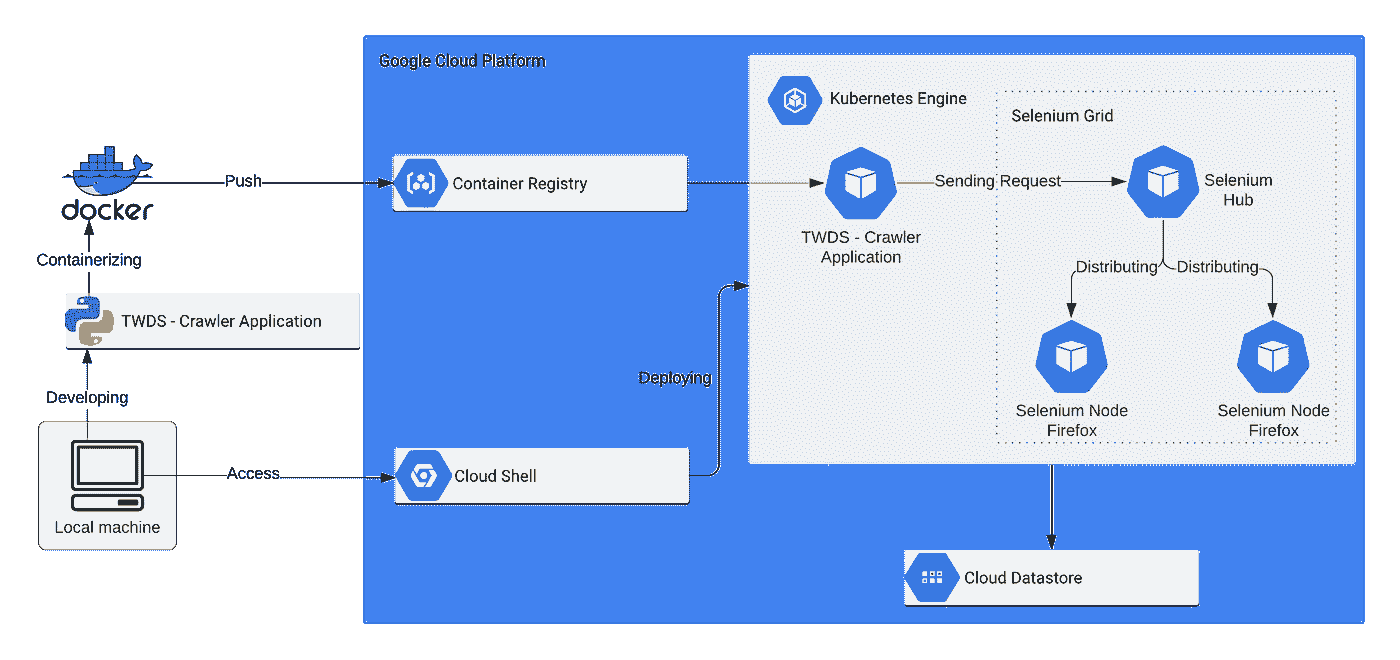 Google Cloud Platform
Kubernetes Engine
Selenium Grid
docker
Push
Container Registry
Sending Request
Selenium
Hub
TWDS - Crawler
Application
Containerizing
Distributing
Distributing
TWDS - Crawler Application
Deploying
Developing
Selenium Node
Firefox
Selenium Node
Firefox
Access
Cloud Shell
Local machine
Cloud Datastore